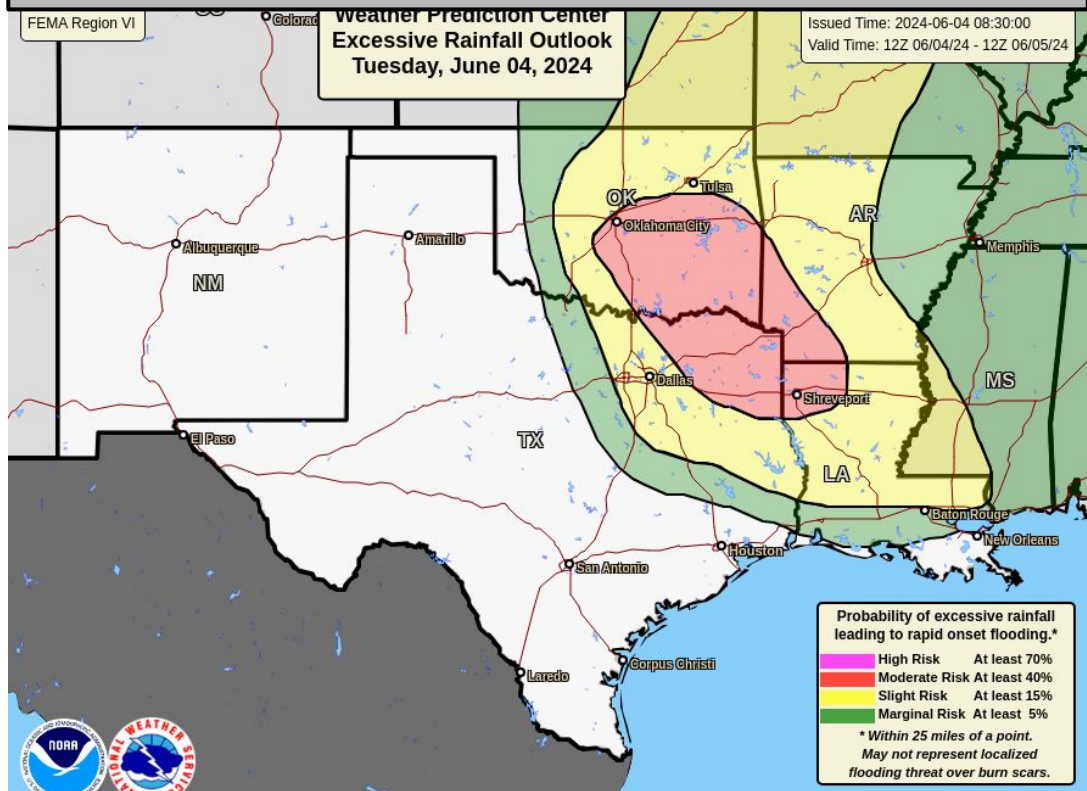 FEMA Region VI
Weather Prediction Center
Excessive Rainfall Outlook
Tuesday, June 04, 2024
Issued Time: 2024-06-04 08:30:00
Valid Time: 12Z 06/04/24 - 12Z 06/05/24
Tulsa
OK
Oklahoma City
AR
Albuquerque
Amarillo
Memphis
NM
Dallas
MS
Shreveport
El Paso
TX
LA
Baton Rouge
New Orleans
Houston
San Antonio
Corpus Christi
Laredo
Probability of excessive rainfall
leading to rapid onset flooding.*
High Risk At least 70%
Moderate Risk At least 40%
Slight Risk At least 15%
Marginal Risk At least 5%
* Within 25 miles of a point.
May not represent localized
flooding threat over burn scars.
NOAA
NATIONAL WEATHER SERVICE